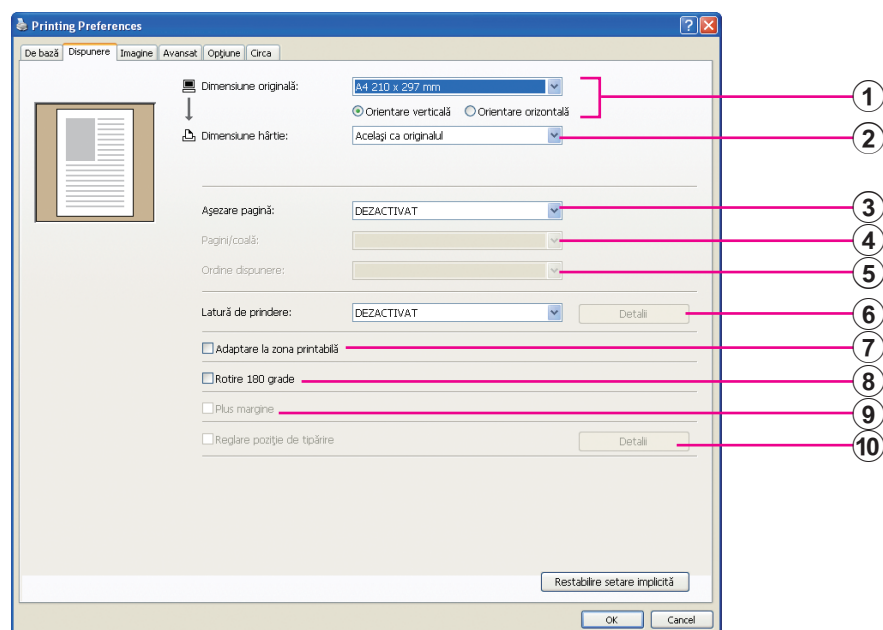 Printing Preferences
De bază Dispunere Imagine Avansat Opţiune Circa
Dimensiune originală: A4 210 x 297 mm
1
Orientare verticală Orientare orizontală
Dimensiune hârtie: Acelaşi ca originalul
2
Aşezare pagină: DEZACTIVAT
3
Pagini/coală:
4
Ordine dispunere:
5
Latură de prindere: DEZACTIVAT Detalii
6
Adaptare la zona printabilă
7
Rotire 180 grade
8
Plus margine
9
Reglare poziţie de tipărire Detalii
10
Restabilire setare implicită
OK Cancel